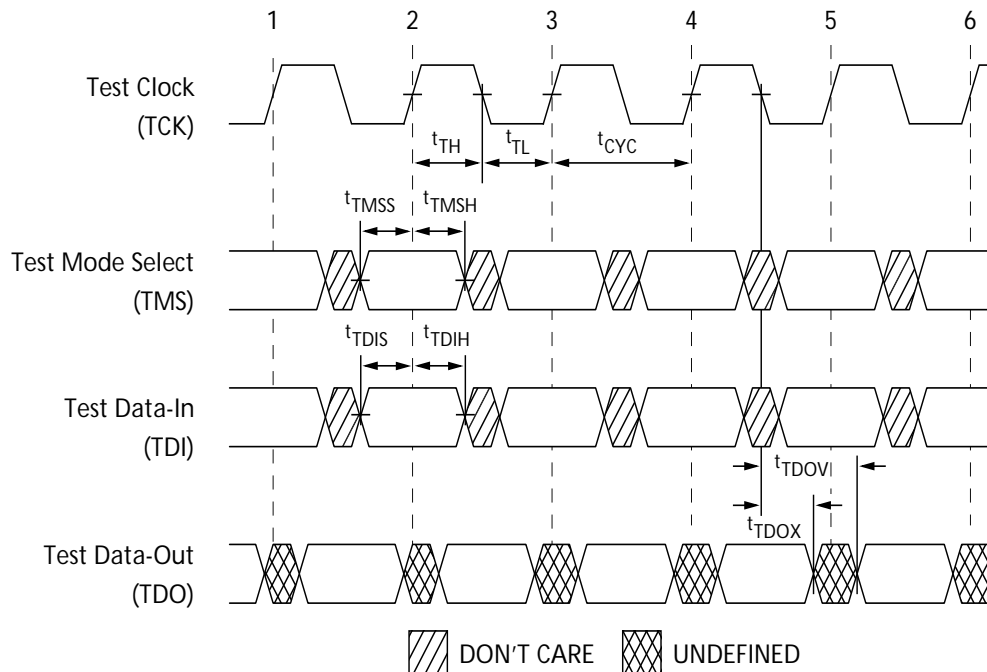 1 2 3 4 5 6
Test Clock
(TCK)
tTH tTL tCYC
tTMSS tTMSH
Test Mode Select
(TMS)
tTDIS tTDIH
Test Data-In
(TDI)
tTDOV
tTDOX
Test Data-Out
(TDO)
DON'T CARE UNDEFINED